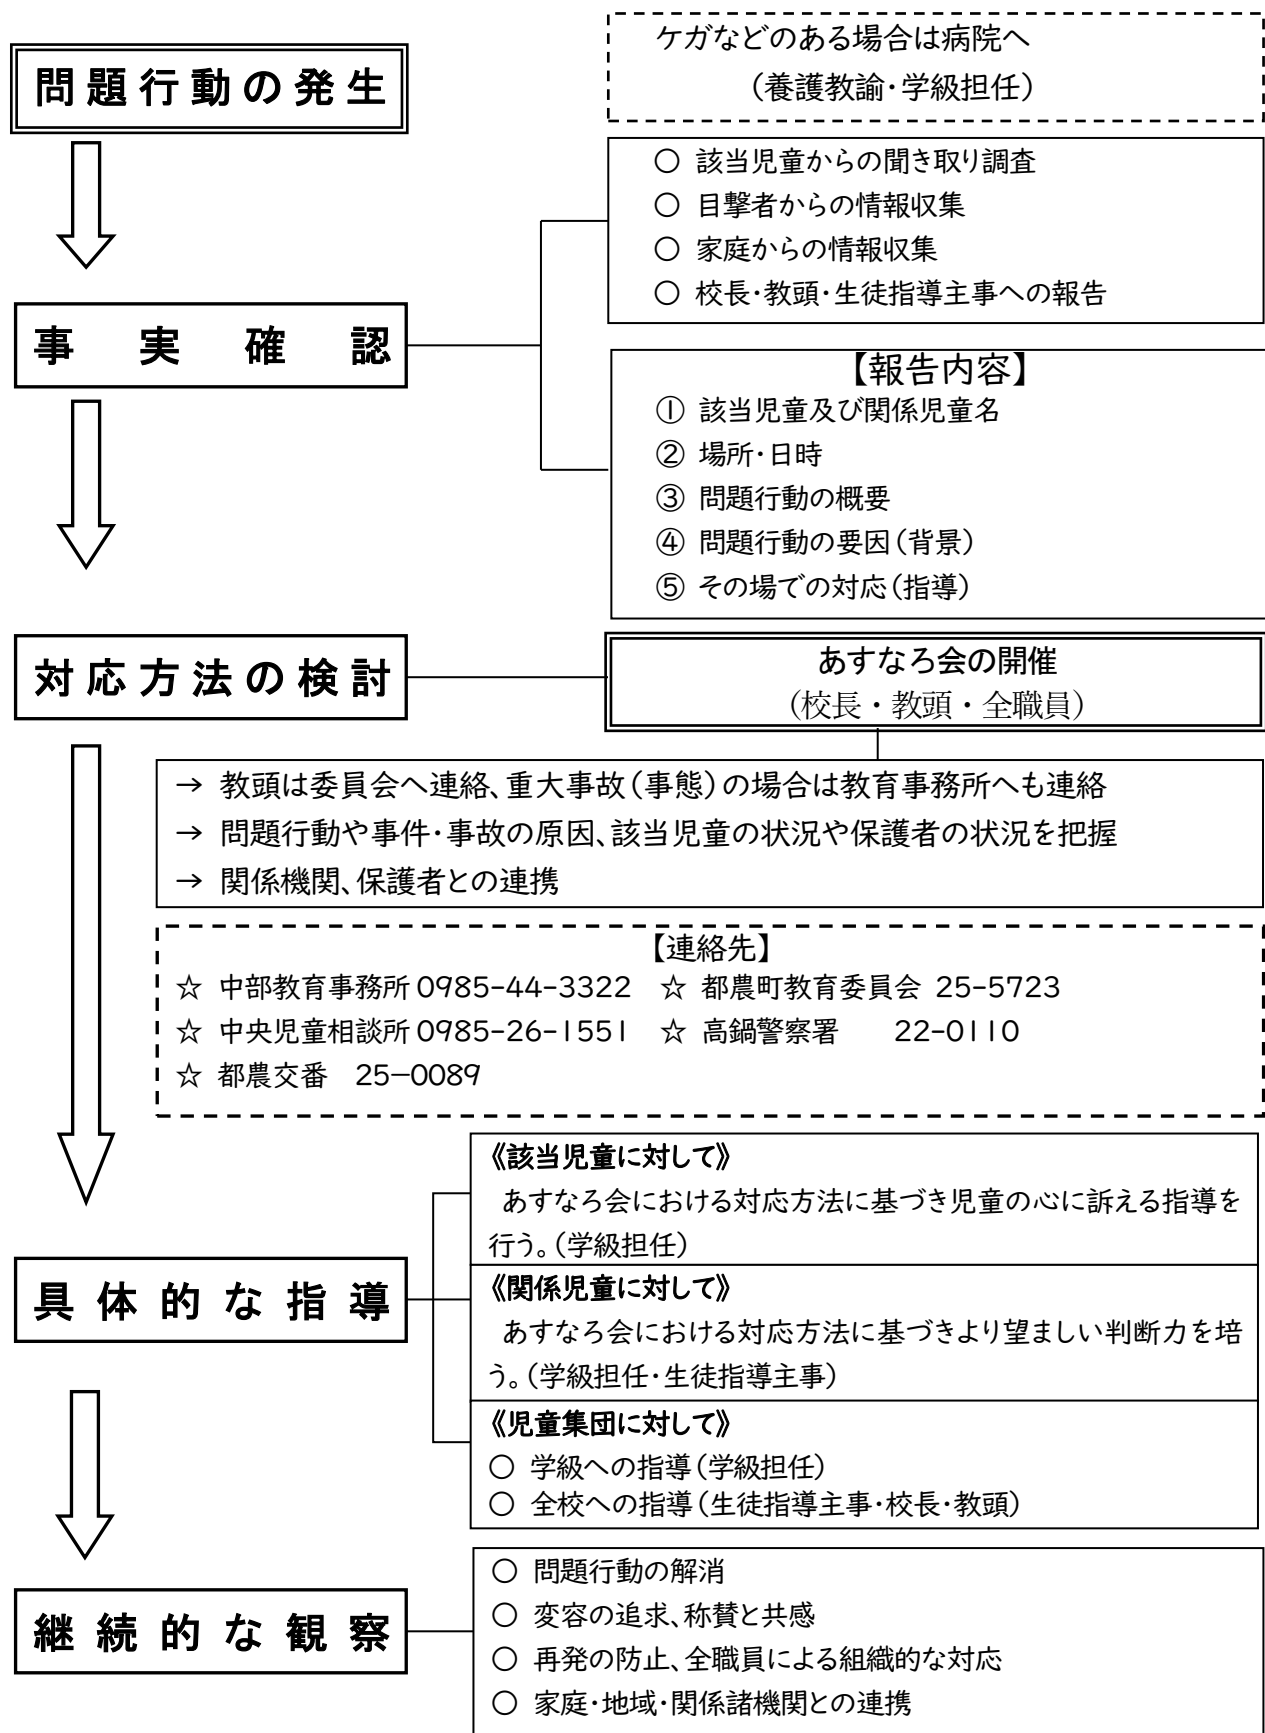 問題行動の発生
ケガなどのある場合は病院へ
（養護教諭・学級担任）
○ 該当児童からの聞き取り調査
○ 目撃者からの情報収集
○ 家庭からの情報収集
○ 校長・教頭・生徒指導主事への報告
事実確認
【報告内容】
① 該当児童及び関係児童名
② 場所・日時
③ 問題行動の概要
④ 問題行動の要因（背景）
⑤ その場での対応（指導）
対応方法の検討
あすなろ会の開催
（校長・教頭・全職員）
→ 教頭は委員会へ連絡、重大事故（事態）の場合は教育事務所へも連絡
→ 問題行動や事件・事故の原因、該当児童の状況や保護者の状況を把握
→ 関係機関、保護者との連携
【連絡先】
☆ 中部教育事務所 0985-44-3322 ☆ 都農町教育委員会 25-5723
☆ 中央児童相談所 0985-26-1551 ☆ 高鍋警察署 22-0110
☆ 都農交番 25-0089
《該当児童に対して》
あすなろ会における対応方法に基づき児童の心に訴える指導を
行う。（学級担任）
具体的な指導
《関係児童に対して》
あすなろ会における対応方法に基づきより望ましい判断力を培
う。（学級担任・生徒指導主事）
《児童集団に対して》
○ 学級への指導（学級担任）
○ 全校への指導（生徒指導主事・校長・教頭）
継続的な観察
○ 問題行動の解消
○ 変容の追求、称賛と共感
○ 再発の防止、全職員による組織的な対応
○ 家庭・地域・関係諸機関との連携